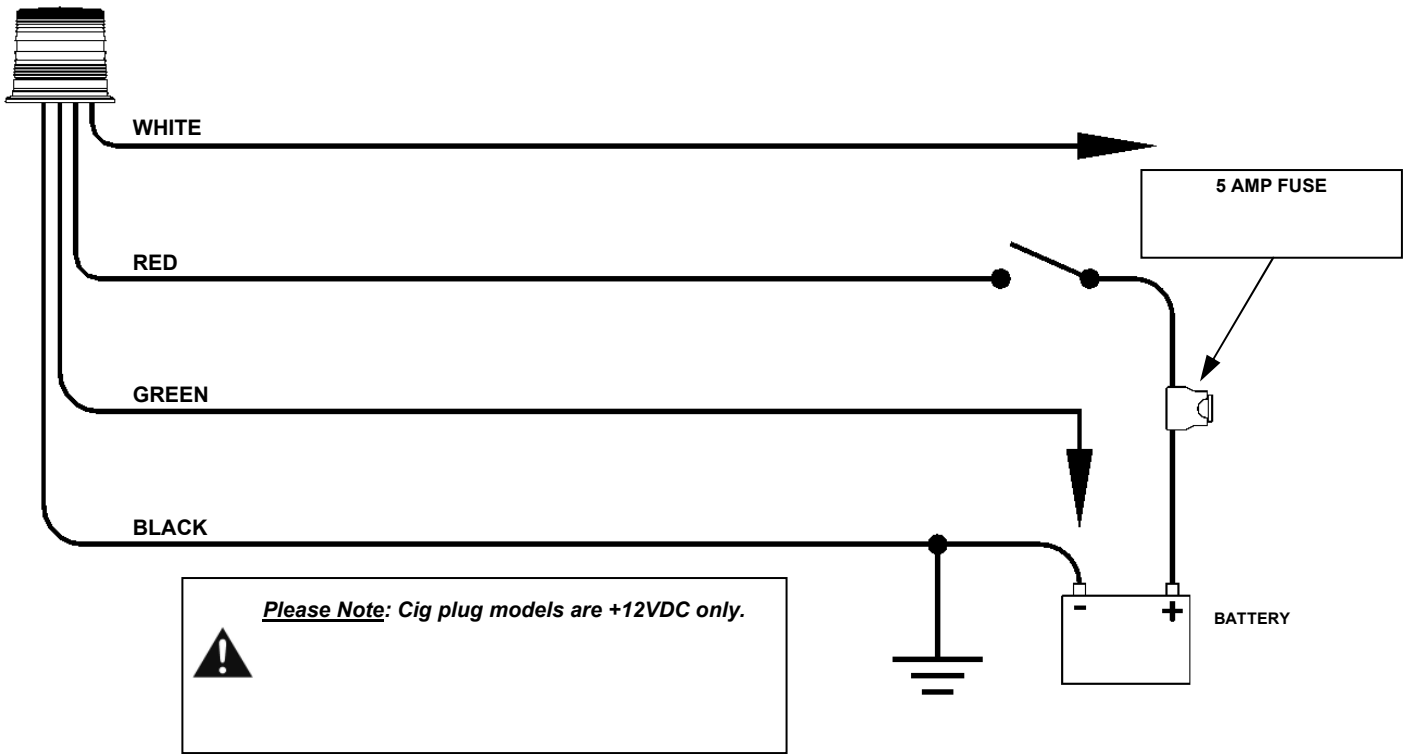 WHITE
5 AMP FUSE
RED
GREEN
BLACK
Please Note: Cig plug models are +12VDC only.
- +
BATTERY